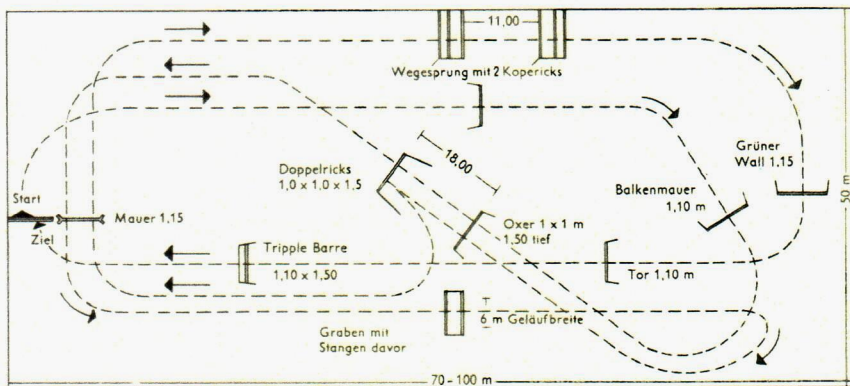 11,00
Wegesprung mit 2 Kopericks
18,00
Doppelricks
1,0 x 1,0 x 1,5
Grüner
Wall 1,15
Balkenmauer
1,10 m
Start
Mauer 1,15
Ziel
Oxer 1 x 1 m
1,50 tief
Tripple Barre
1,10 x 1,50
Tor 1,10 m
6 m Geläufbreite
Graben mit
Stangen davor
70 - 100 m
50 m